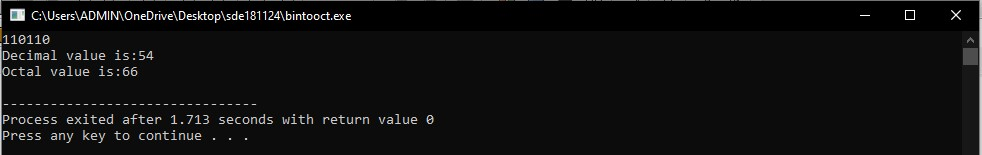 C:\Users\ADMIN\OneDrive\Desktop\sde181124\bintooct.exe
110110
Decimal value is:54
Octal value is:66
--------------------------------
Process exited after 1.713 seconds with return value 0
Press any key to continue . . .